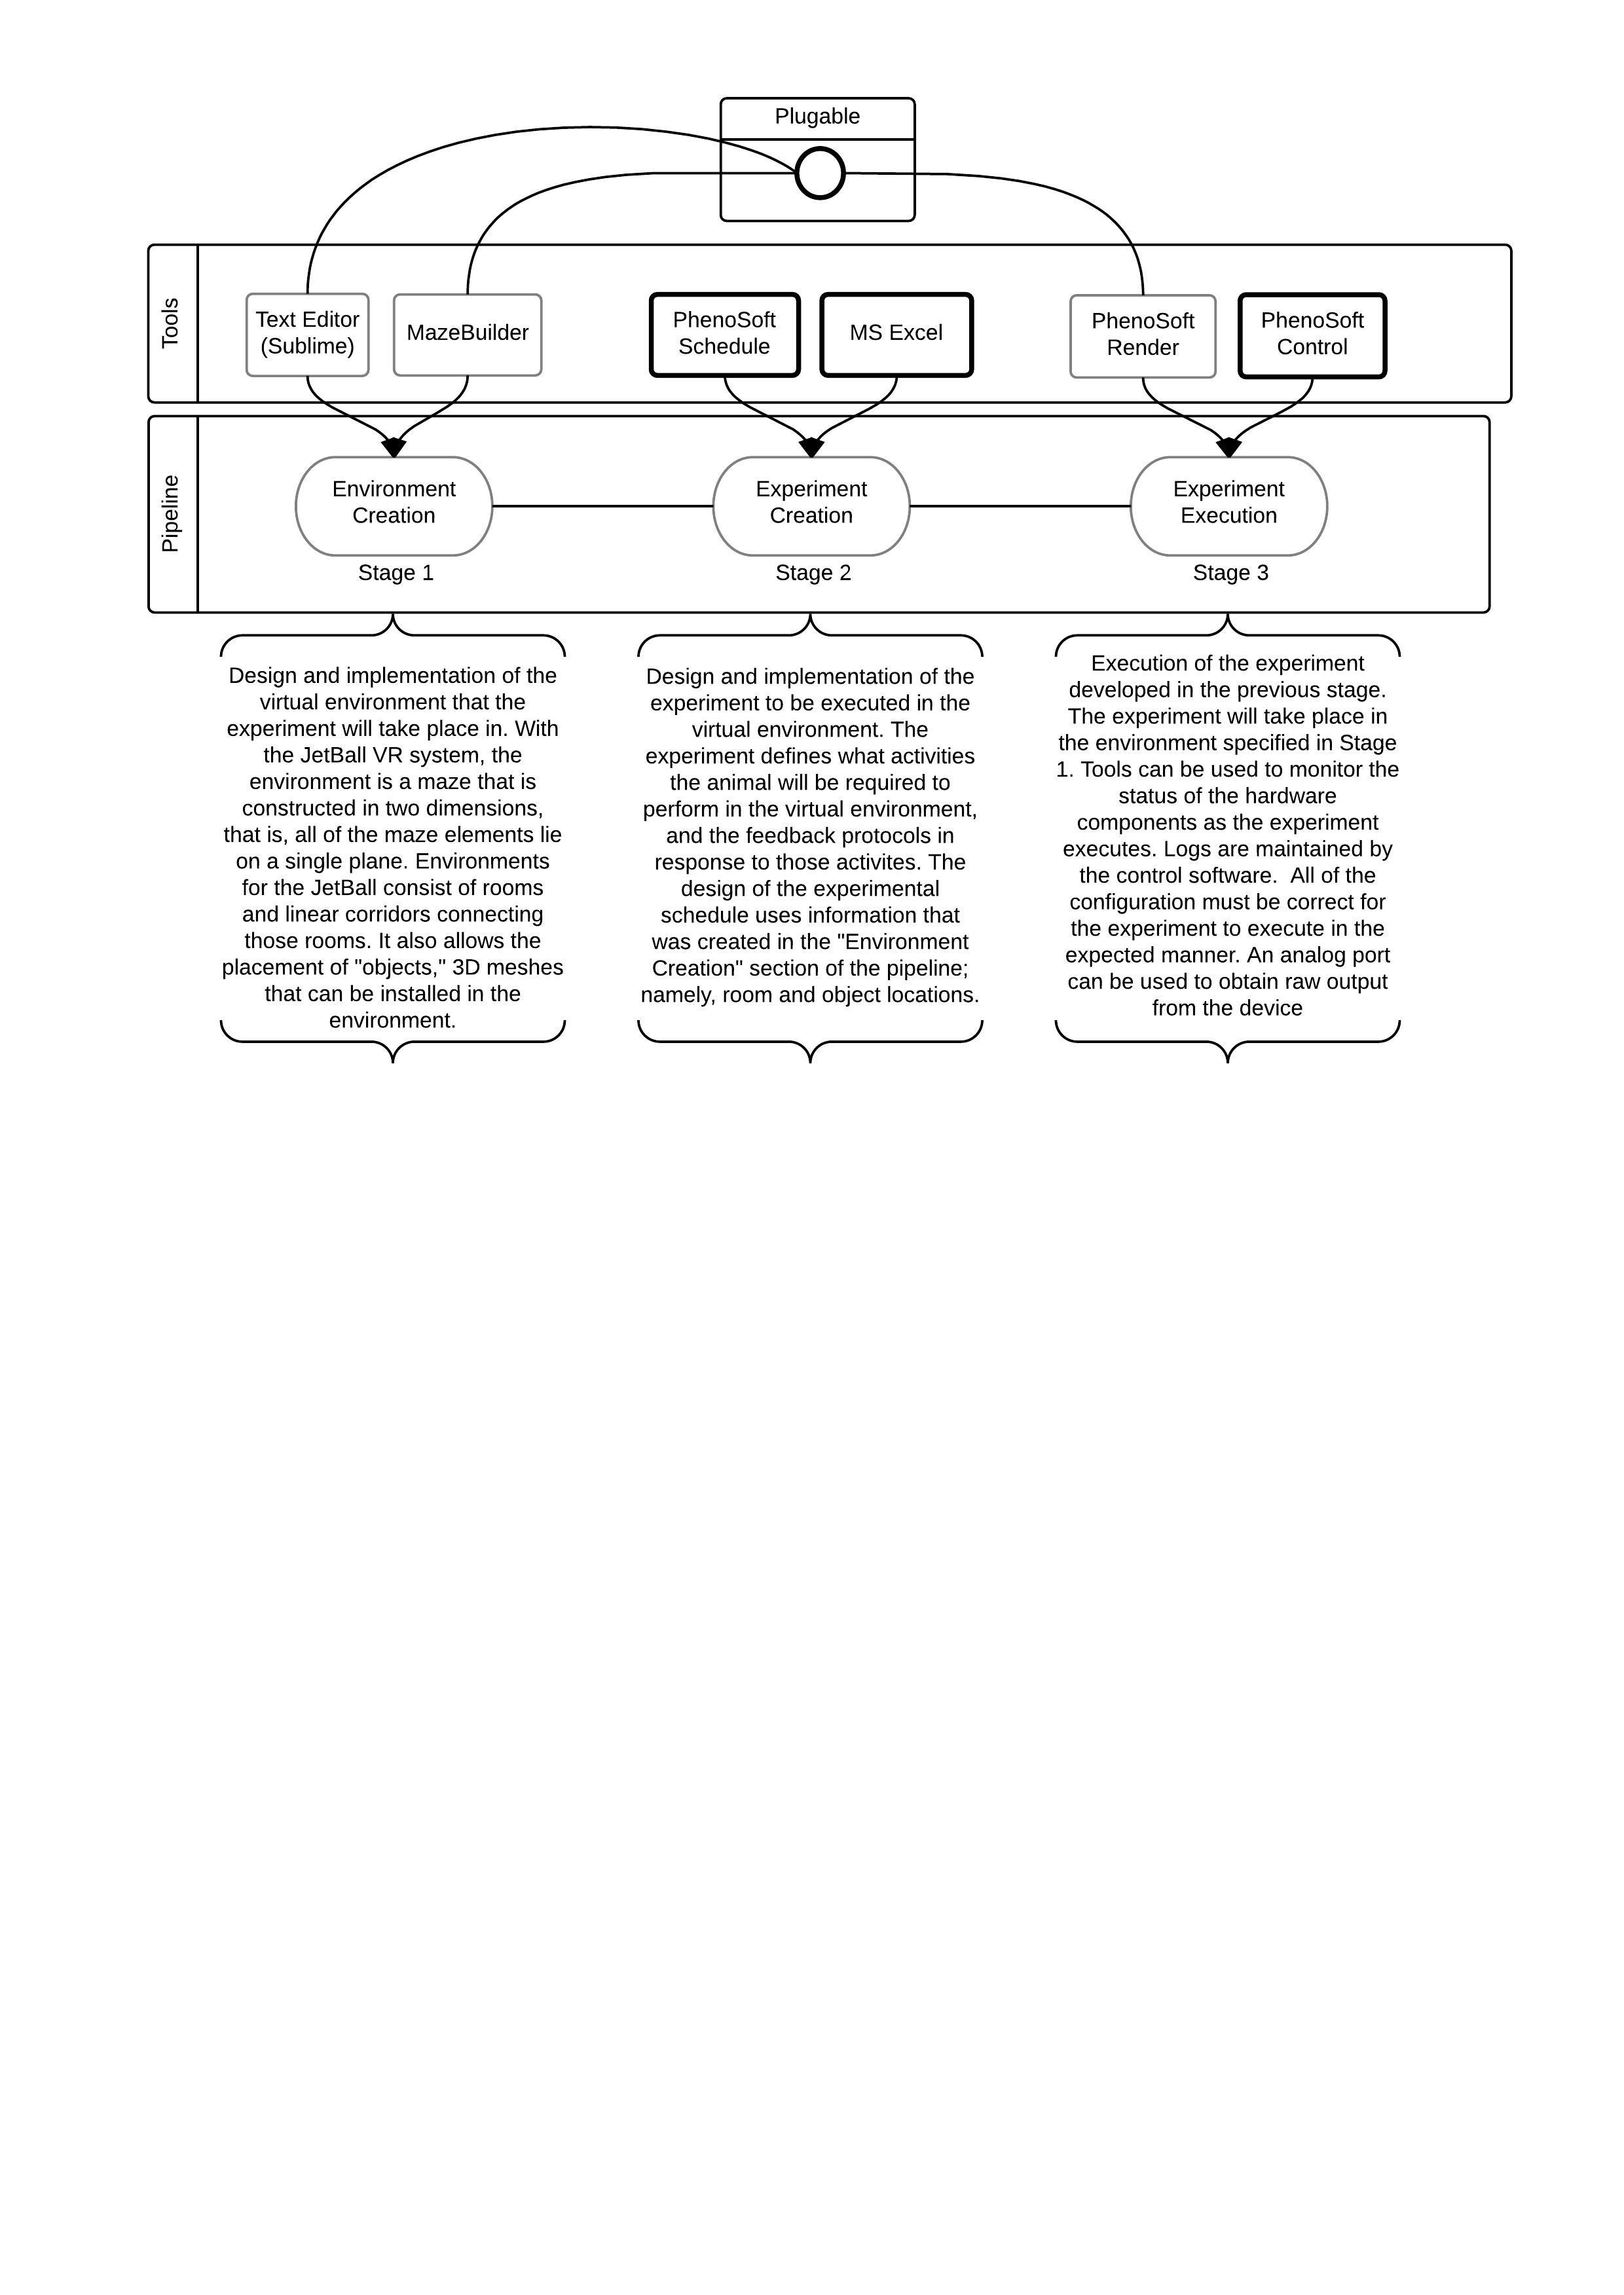 Plugable
Tools
Text Editor
(Sublime)
MazeBuilder
PhenoSoft
Schedule
MS Excel
PhenoSoft
Render
PhenoSoft
Control
Pipeline
Environment
Creation
Stage 1
Experiment
Creation
Stage 2
Experiment
Execution
Stage 3
Design and implementation of the
virtual environment that the
experiment will take place in. With
the JetBall VR system, the
environment is a maze that is
constructed in two dimensions,
that is, all of the maze elements lie
on a single plane. Environments
for the JetBall consist of rooms
and linear corridors connecting
those rooms. It also allows the
placement of "objects," 3D meshes
that can be installed in the
environment.
Design and implementation of the
experiment to be executed in the
virtual environment. The
experiment defines what activities
the animal will be required to
perform in the virtual environment,
and the feedback protocols in
response to those activites. The
design of the experimental
schedule uses information that
was created in the "Environment
Creation" section of the pipeline;
namely, room and object locations.
Execution of the experiment
developed in the previous stage.
The experiment will take place in
the environment specified in Stage
1. Tools can be used to monitor the
status of the hardware
components as the experiment
executes. Logs are maintained by
the control software.  All of the
configuration must be correct for
the experiment to execute in the
expected manner. An analog port
can be used to obtain raw output
from the device